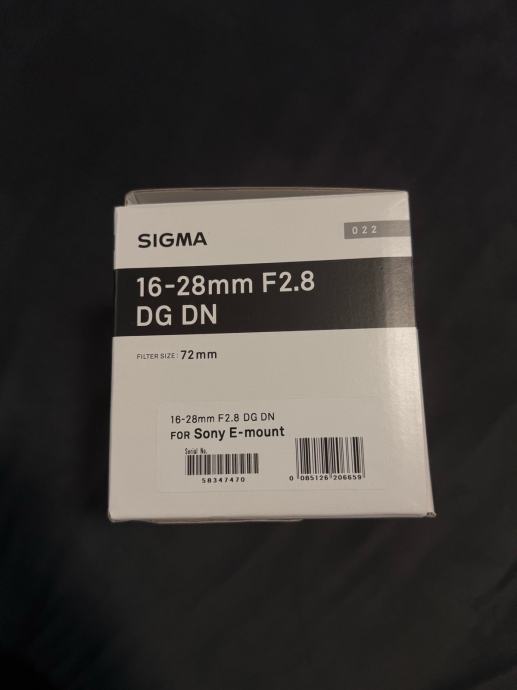 SIGMA
022
16-28mm F2.8
DG DN
FILTER SIZE: 72mm
16-28mm F2.8 DG DN
FOR Sony E-mount
Serial No.
58347470
0 085126 206659